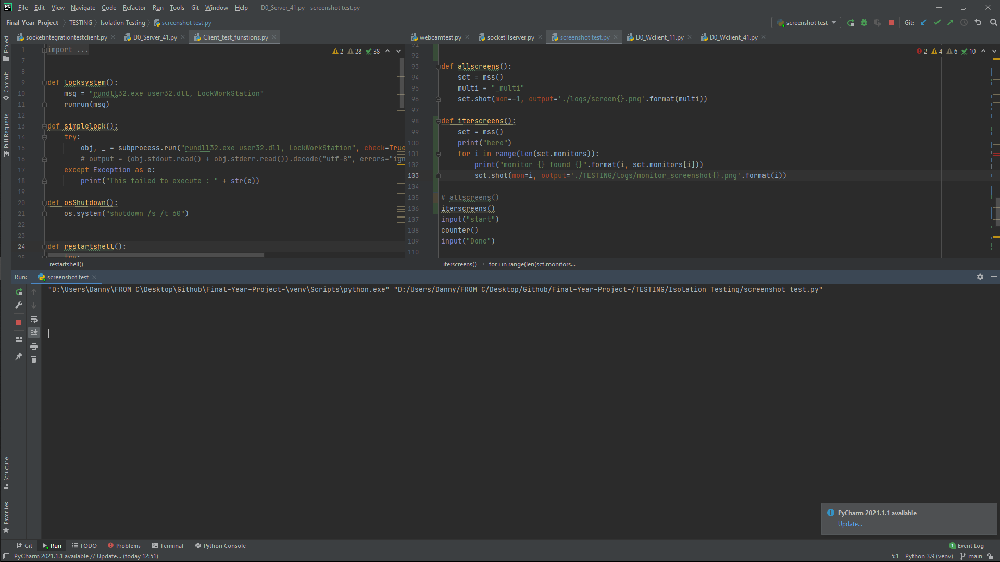 PC File Edit View Navigate Code Refactor Run Tools Git Window Help D0_Server_41.py - screenshot test.py
Final-Year-Project- TESTING Isolation Testing screenshot test.py screenshot test Git:
socketintegrationtestclient.py D0_Server_41.py Client_test_funstions.py webcamtest.py socketITserver.py screenshot test.py D0_Wclient_11.py D0_Wclient_41.py
Project
Commit
Pull Requests
Structure
Favorites
2 28 38
1 import ...
7
8
9 def locksystem():
10 msg = "rundll32.exe user32.dll, LockWorkStation"
11 runrun(msg)
12
13 def simplelock():
14 try:
15 obj, _ = subprocess.run("rundll32.exe user32.dll, LockWorkStation", check=True
16 # output = (obj.stdout.read() + obj.stderr.read()).decode("utf-8", errors="ign
17 except Exception as e:
18 print("This failed to execute : " + str(e))
19
20 def osShutdown():
21 os.system("shutdown /s /t 60")
22
23
24 def restartshell():
25 try:
restartshell()
2 4 6 10
91
92
93 def allscreens():
94 sct = mss()
95 multi = "_multi"
96 sct.shot(mon=-1, output='./logs/screen{}.png'.format(multi))
97
98 def iterscreens():
99 sct = mss()
100 print("here")
101 for i in range(len(sct.monitors)):
102 print("monitor {} found {}".format(i, sct.monitors[i]))
103 sct.shot(mon=i, output='./TESTING/logs/monitor_screenshot{}.png'.format(i))
104
105 # allscreens()
106 iterscreens()
107 input("start")
108 counter()
109 input("Done")
110
iterscreens() for i in range(len(sct.monitors...
Run: screenshot test
"D:\Users\Danny\FROM C\Desktop\Github\Final-Year-Project-\venv\Scripts\python.exe" "D:/Users/Danny/FROM C/Desktop/Github/Final-Year-Project-/TESTING/Isolation Testing/screenshot test.py"
PyCharm 2021.1.1 available
Update...
Git Run TODO Problems Terminal Python Console 1 Event Log
PyCharm 2021.1.1 available // Update... (today 12:51) 5:1 Python 3.9 (venv) main